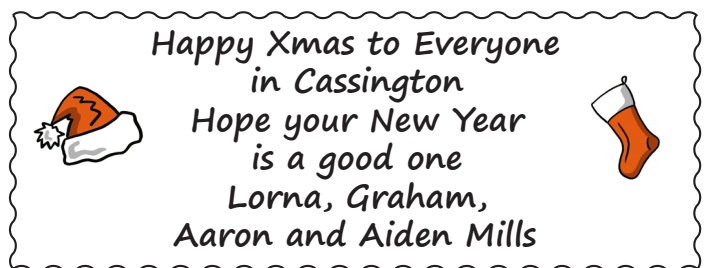 Happy Xmas to Everyone
in Cassington
Hope your New Year
is a good one
Lorna, Graham,
Aaron and Aiden Mills